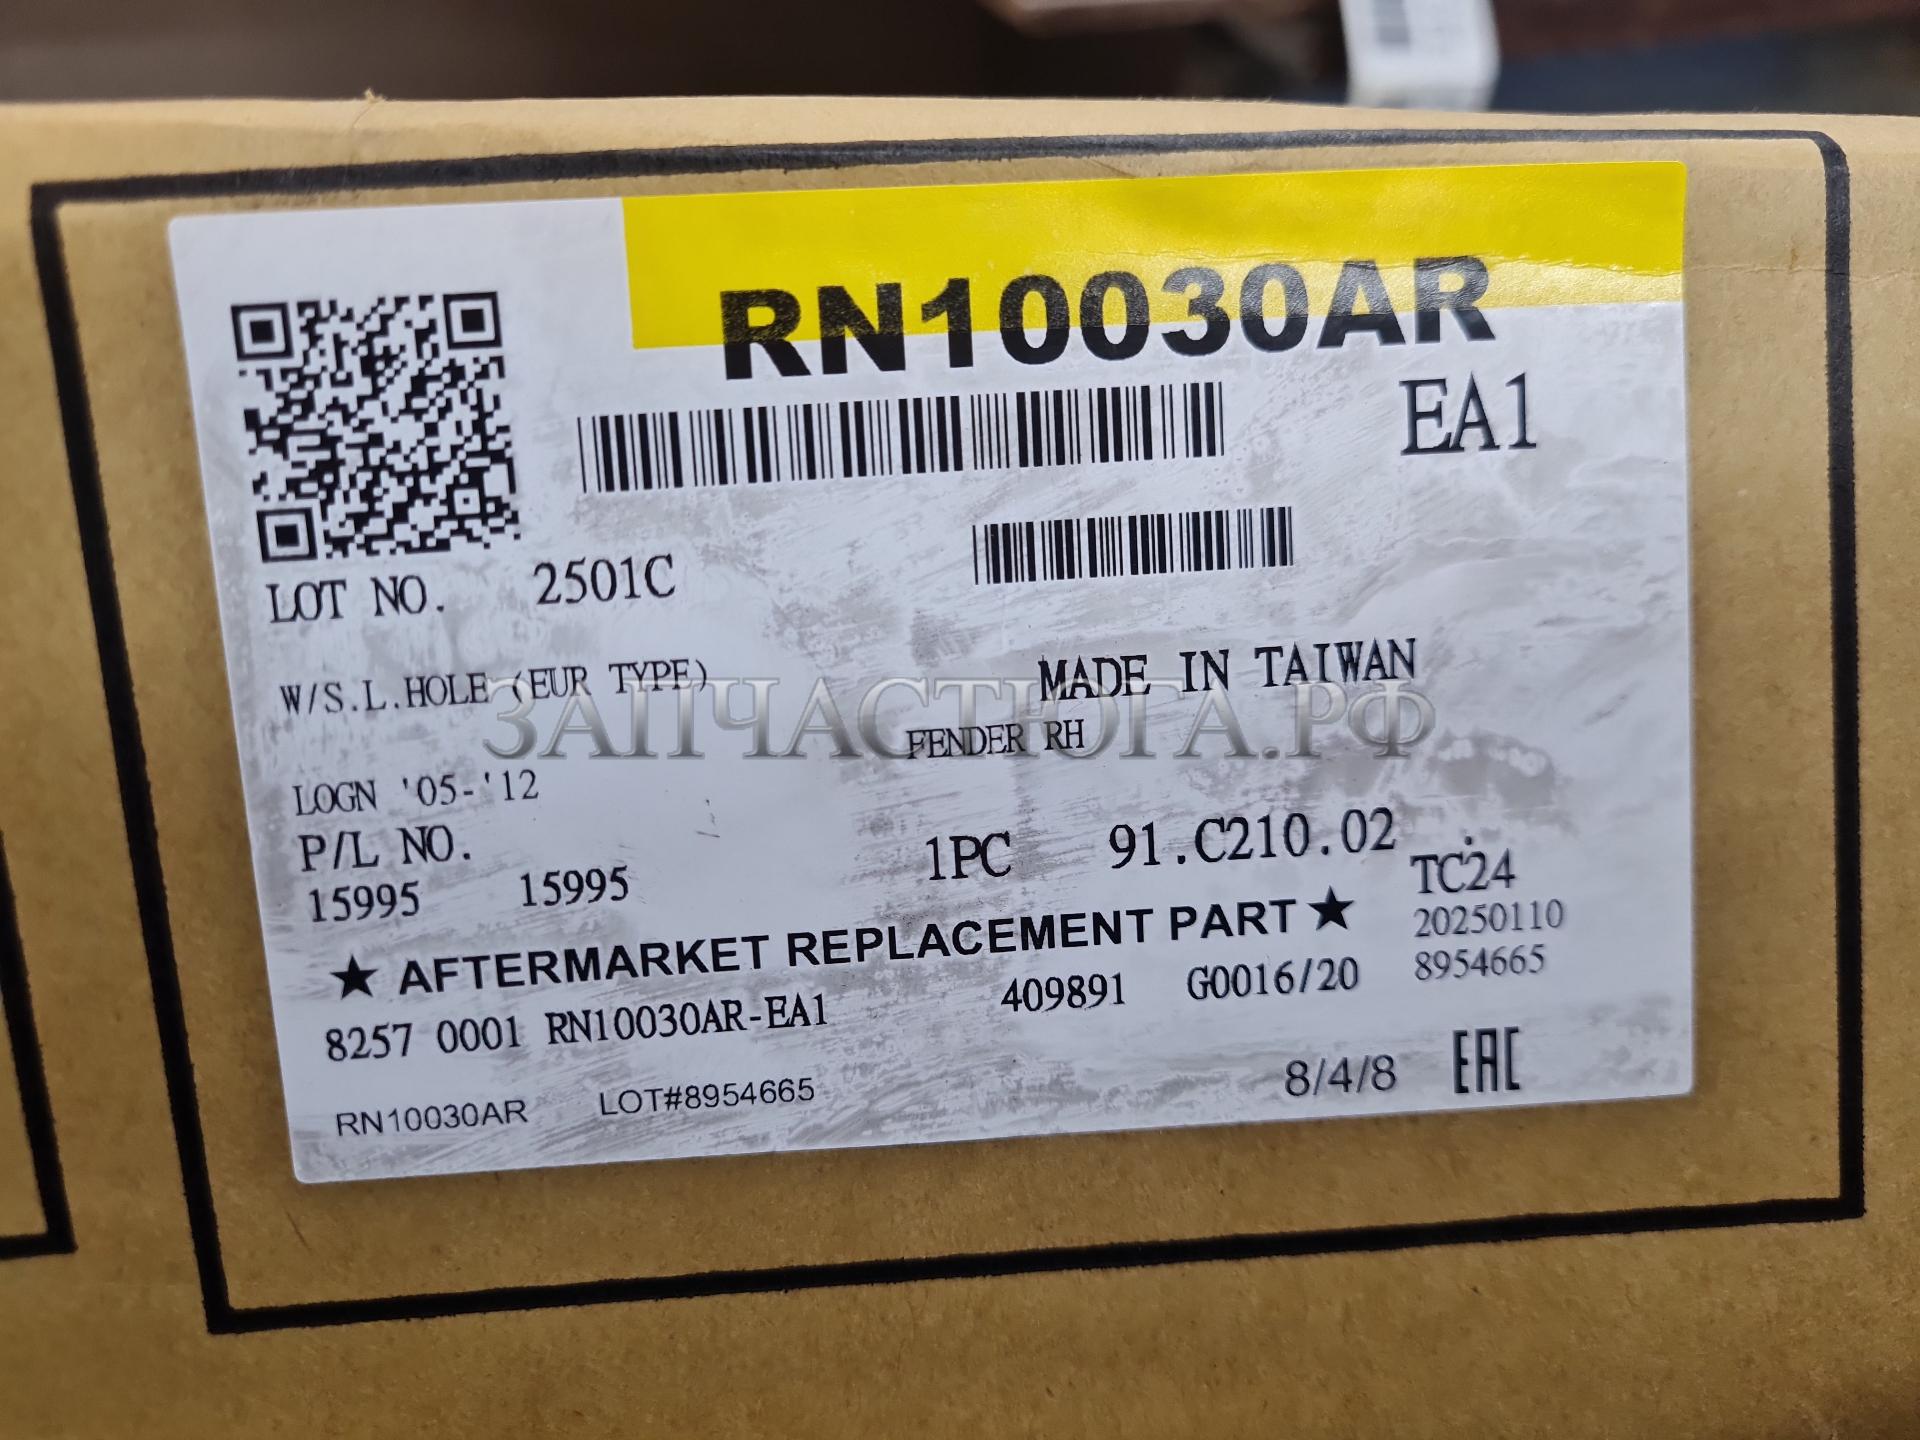 RN10030AR
EA1
LOT NO. 2501C
MADE IN TAIWAN
W/S.L.HOLE (EUR TYPE)
ЗАПЧАСТЮГА.РФ
FENDER RH
LOGN '05-'12
P/L NO.
1PC 91.C210.02
TC24
15995 15995
20250110
★ AFTERMARKET REPLACEMENT PART ★
8954665
8257 0001 RN10030AR-EA1 409891 G0016/20
8/4/8 EAC
RN10030AR LOT#8954665